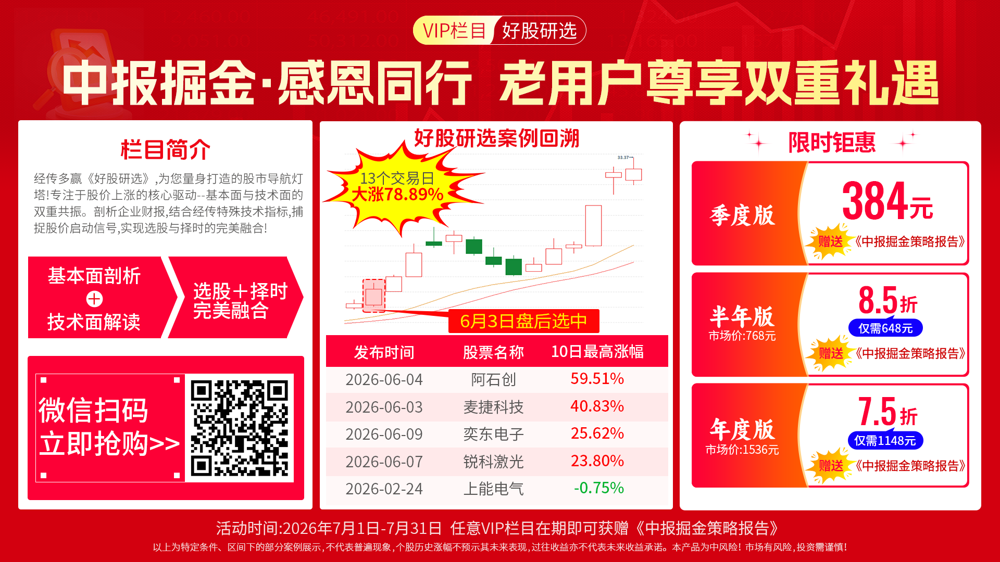 VIP栏目 好股研选
中报掘金·感恩同行 老用户尊享双重礼遇
栏目简介
经传多赢《好股研选》,为您量身打造的股市导航灯
塔!专注于股价上涨的核心驱动--基本面与技术面的
双重共振。剖析企业财报,结合经传特殊技术指标,捕
捉股价启动信号,实现选股与择时的完美融合!
基本面剖析
⊕
技术面解读
选股＋择时
完美融合
微信扫码
立即抢购>>
好股研选案例回溯
13个交易日
大涨78.89%
33.37
6月3日盘后选中
发布时间 股票名称 10日最高涨幅
2026-06-04 阿石创 59.51%
2026-06-03 麦捷科技 40.83%
2026-06-09 奕东电子 25.62%
2026-06-07 锐科激光 23.80%
2026-02-24 上能电气 -0.75%
限时钜惠
季度版
384元
赠送 《中报掘金策略报告》
半年版
市场价:768元
8.5折
仅需648元
赠送 《中报掘金策略报告》
年度版
市场价:1536元
7.5折
仅需1148元
赠送 《中报掘金策略报告》
活动时间:2026年7月1日-7月31日 任意VIP栏目在期即可获赠《中报掘金策略报告》
以上为特定条件、区间下的部分案例展示,不代表普遍现象,个股历史涨幅不预示其未来表现,过往收益亦不代表未来收益承诺。本产品为中风险! 市场有风险,投资需谨慎!